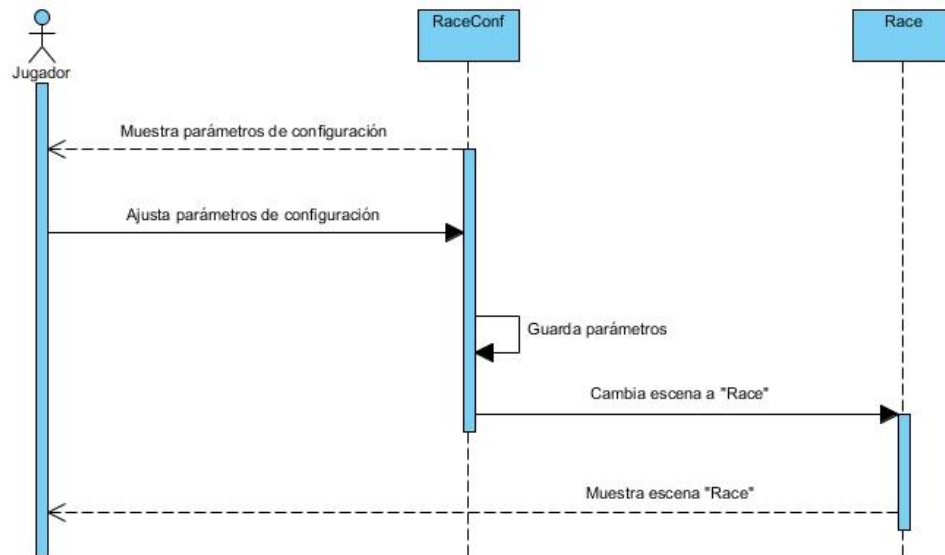 RaceConf
Race
Jugador
Muestra parámetros de configuración
Ajusta parámetros de configuración
Guarda parámetros
Cambia escena a "Race"
Muestra escena "Race"